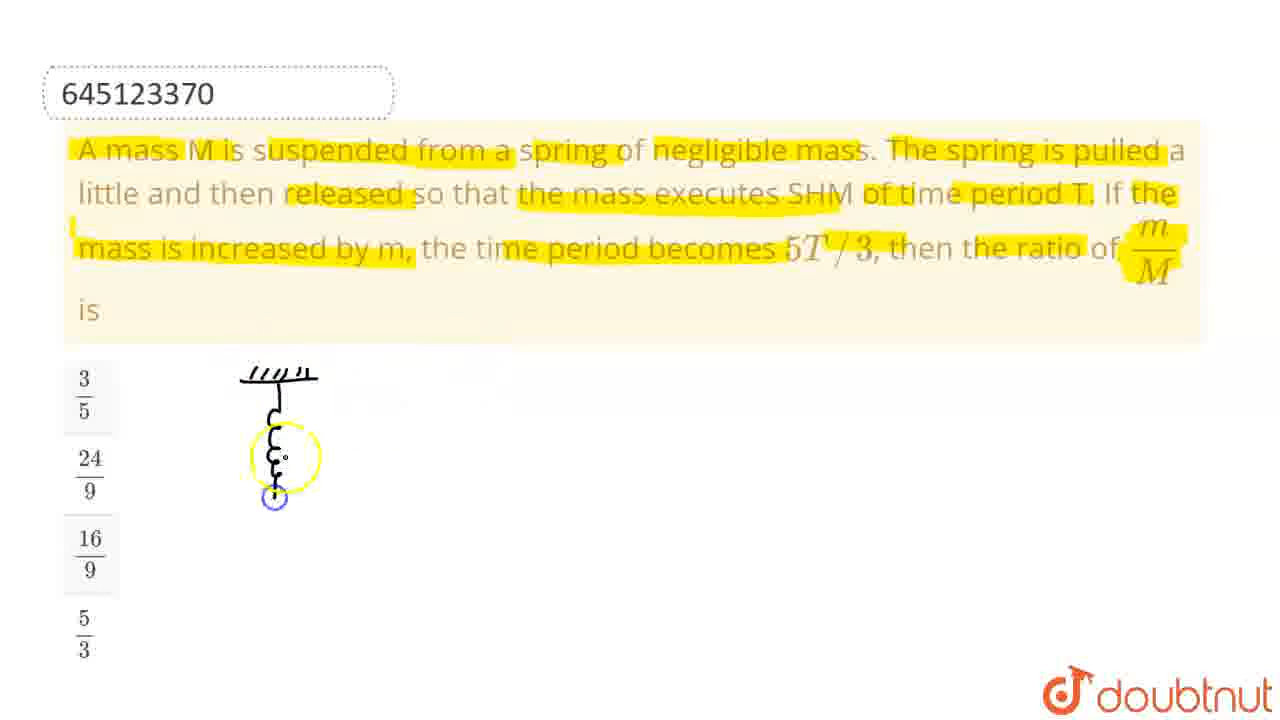 645123370
A mass M is suspended from a spring of negligible mass. The spring is pulled a
little and then released so that the mass executes SHM of time period T. If the
mass is increased by m, the time period becomes 5T/3, then the ratio of m/M
is
3/5
24/9
16/9
5/3
doubtnut